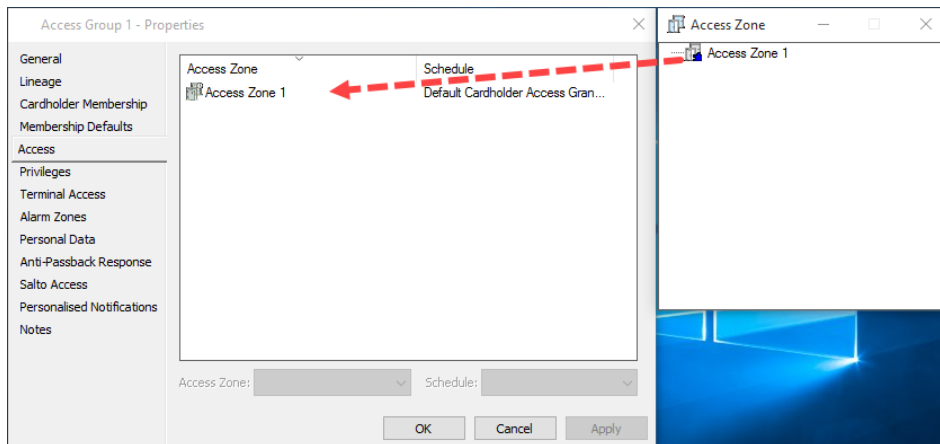 Access Group 1 - Properties
General
Lineage
Cardholder Membership
Membership Defaults
Access
Privileges
Terminal Access
Alarm Zones
Personal Data
Anti-Passback Response
Salto Access
Personalised Notifications
Notes
Access Zone Schedule
Access Zone 1 Default Cardholder Access Gran...
Access Zone: Schedule:
OK Cancel Apply
Access Zone
Access Zone 1